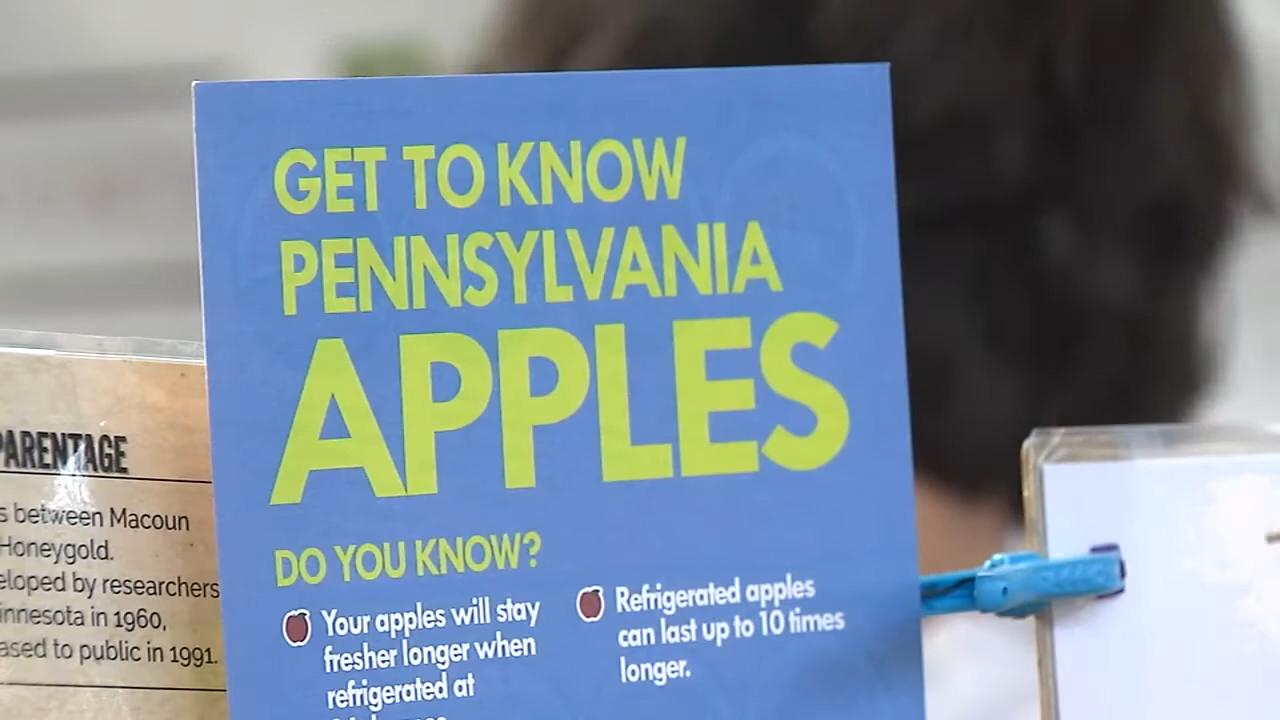 GET TO KNOW
PENNSYLVANIA
APPLES
DO YOU KNOW?
Your apples will stay
fresher longer when
refrigerated at
Refrigerated apples
can last up to 10 times
longer.
PARENTAGE
s between Macoun
Honeygold.
eloped by researchers
innesota in 1960,
ased to public in 1991.